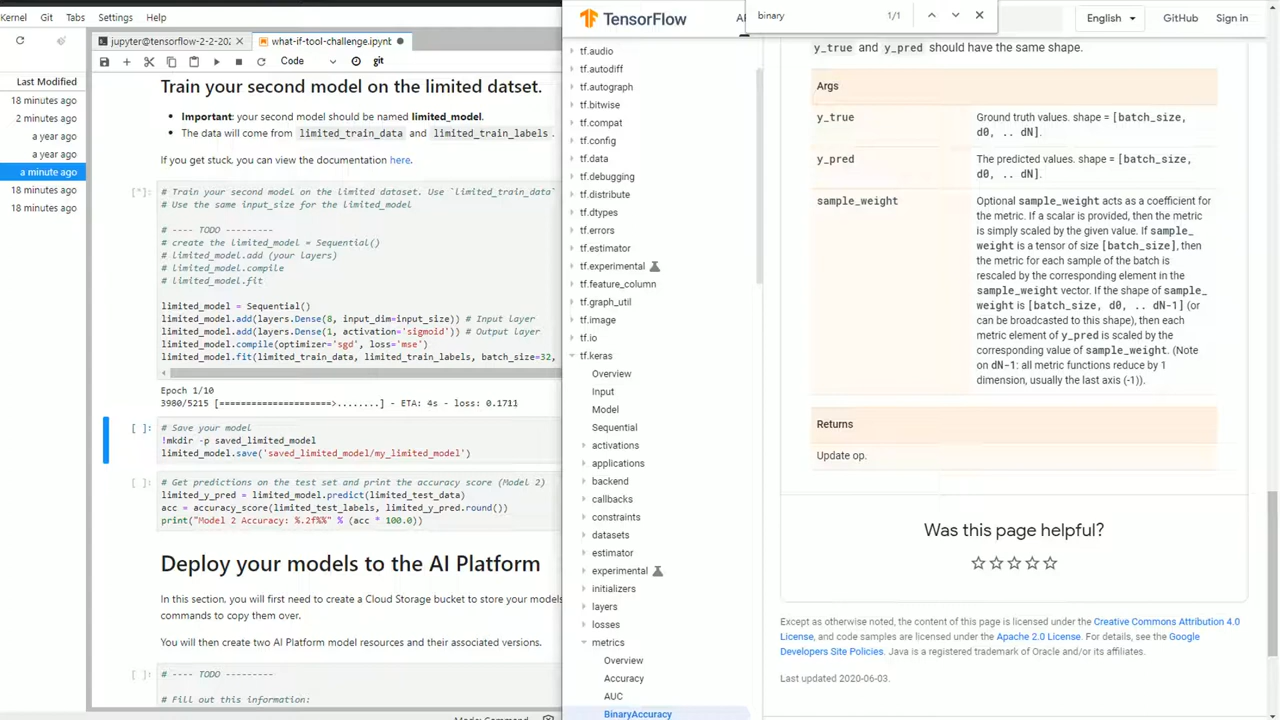 Kernel Git Tabs Settings Help
Last Modified
18 minutes ago
2 minutes ago
a year ago
a year ago
a minute ago
18 minutes ago
18 minutes ago
jupyter@tensorflow-2-2-202
what-if-tool-challenge.ipynb
Code
git
Train your second model on the limited datset.
Important: your second model should be named limited_model.
The data will come from limited_train_data and limited_train_labels .
If you get stuck, you can view the documentation here.
[*]:
# Train your second model on the limited dataset. Use `limited_train_data`
# Use the same input_size for the limited_model
# ---- TODO ---------
# create the limited_model = Sequential()
# limited_model.add (your layers)
# limited_model.compile
# limited_model.fit
limited_model = Sequential()
limited_model.add(layers.Dense(8, input_dim=input_size)) # Input layer
limited_model.add(layers.Dense(1, activation='sigmoid')) # Output layer
limited_model.compile(optimizer='sgd', loss='mse')
limited_model.fit(limited_train_data, limited_train_labels, batch_size=32,
Epoch 1/10
3980/5215 [=====================>........] - ETA: 4s - loss: 0.1711
[ ]:
# Save your model
!mkdir -p saved_limited_model
limited_model.save('saved_limited_model/my_limited_model')
[ ]:
# Get predictions on the test set and print the accuracy score (Model 2)
limited_y_pred = limited_model.predict(limited_test_data)
acc = accuracy_score(limited_test_labels, limited_y_pred.round())
print("Model 2 Accuracy: %.2f%%" % (acc * 100.0))
Deploy your models to the AI Platform
In this section, you will first need to create a Cloud Storage bucket to store your models
commands to copy them over.
You will then create two AI Platform model resources and their associated versions.
[ ]:
# ---- TODO ---------
# Fill out this information:
TensorFlow
binary
1/1
English
GitHub
Sign in
tf.audio
tf.autodiff
tf.autograph
tf.bitwise
tf.compat
tf.config
tf.data
tf.debugging
tf.distribute
tf.dtypes
tf.errors
tf.estimator
tf.experimental
tf.feature_column
tf.graph_util
tf.image
tf.io
tf.keras
Overview
Input
Model
Sequential
activations
applications
backend
callbacks
constraints
datasets
estimator
experimental
initializers
layers
losses
metrics
Overview
Accuracy
AUC
BinaryAccuracy
y_true and y_pred should have the same shape.
Args
y_true
Ground truth values. shape = [batch_size,
d0, .. dN].
y_pred
The predicted values. shape = [batch_size,
d0, .. dN].
sample_weight
Optional sample_weight acts as a coefficient for
the metric. If a scalar is provided, then the metric
is simply scaled by the given value. If sample_
weight is a tensor of size [batch_size], then
the metric for each sample of the batch is
rescaled by the corresponding element in the
sample_weight vector. If the shape of sample_
weight is [batch_size, d0, .. dN-1] (or
can be broadcasted to this shape), then each
metric element of y_pred is scaled by the
corresponding value of sample_weight. (Note
on dN-1: all metric functions reduce by 1
dimension, usually the last axis (-1)).
Returns
Update op.
Was this page helpful?
Except as otherwise noted, the content of this page is licensed under the Creative Commons Attribution 4.0
License, and code samples are licensed under the Apache 2.0 License. For details, see the Google
Developers Site Policies. Java is a registered trademark of Oracle and/or its affiliates.
Last updated 2020-06-03.